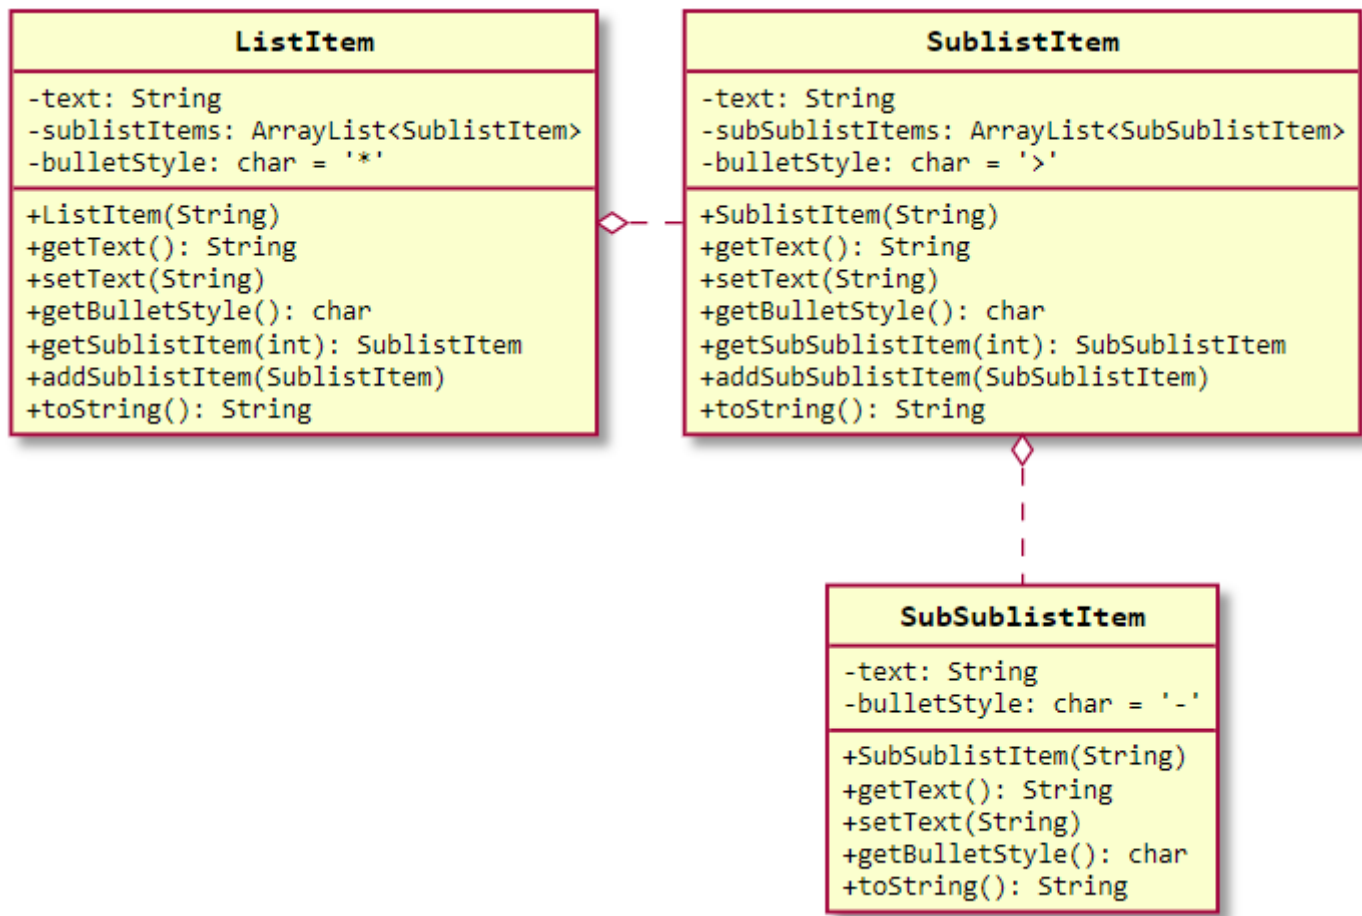 ListItem
-text: String
-sublistItems: ArrayList<SublistItem>
-bulletStyle: char = '*'
+ListItem(String)
+getText(): String
+setText(String)
+getBulletStyle(): char
+getSublistItem(int): SublistItem
+addSublistItem(SublistItem)
+toString(): String
SublistItem
-text: String
-subSublistItems: ArrayList<SubSublistItem>
-bulletStyle: char = '>'
+SublistItem(String)
+getText(): String
+setText(String)
+getBulletStyle(): char
+getSubSublistItem(int): SubSublistItem
+addSubSublistItem(SubSublistItem)
+toString(): String
SubSublistItem
-text: String
-bulletStyle: char = '-'
+SubSublistItem(String)
+getText(): String
+setText(String)
+getBulletStyle(): char
+toString(): String